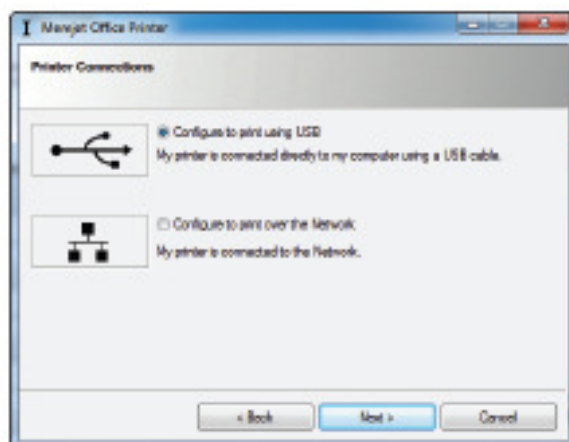 Memjet Office Printer
Printer Connections
Configure to print using USB
My printer is connected directly to my computer using a USB cable.
Configure to print over the Network
My printer is connected to the Network.
< Back
Next >
Cancel